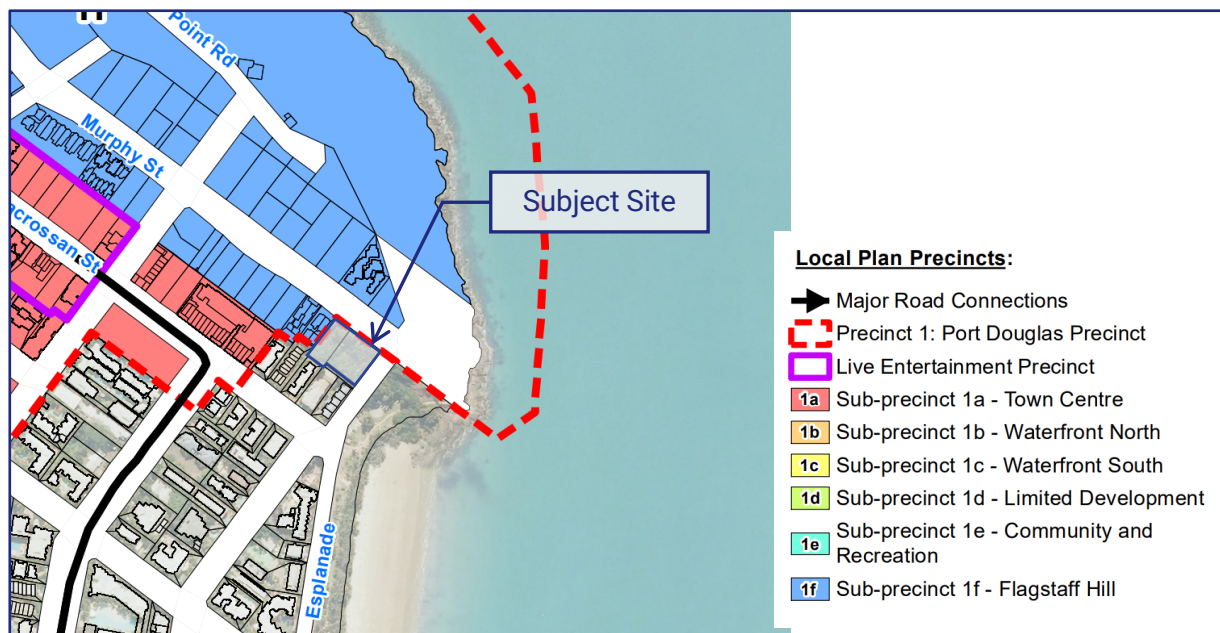 Point Rd
Murphy St
acrossan St
Subject Site
Esplanade
Local Plan Precincts:
Major Road Connections
Precinct 1: Port Douglas Precinct
Live Entertainment Precinct
1a Sub-precinct 1a - Town Centre
1b Sub-precinct 1b - Waterfront North
1c Sub-precinct 1c - Waterfront South
1d Sub-precinct 1d - Limited Development
1e Sub-precinct 1e - Community and
Recreation
1f Sub-precinct 1f - Flagstaff Hill